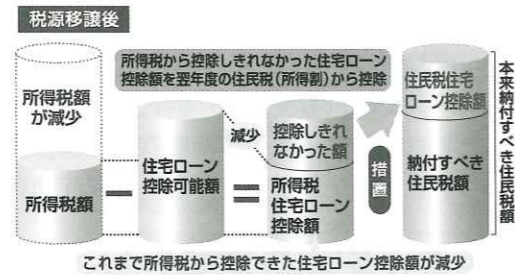 税源移譲後
所得税から控除しきれなかった住宅ローン
控除額を翌年度の住民税(所得割)から控除
所得税額
が減少
所得税額
住宅ローン
控除可能額
減少
控除しきれ
なかった額
所得税
住宅ローン
控除額
措置
住民税住宅
ローン控除額
納付すべき
住民税額
本来納付すべき住民税額
これまで所得税から控除できた住宅ローン控除額が減少